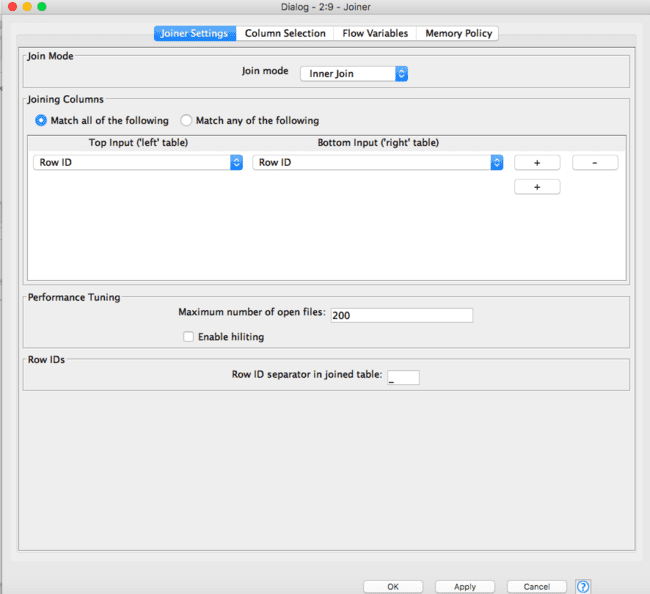 Dialog - 2:9 - Joiner
Joiner Settings Column Selection Flow Variables Memory Policy
Join Mode
Join mode Inner Join
Joining Columns
Match all of the following Match any of the following
Top Input ('left' table) Bottom Input ('right' table)
Row ID Row ID + -
+
Performance Tuning
Maximum number of open files: 200
Enable hiliting
Row IDs
Row ID separator in joined table: _
OK Apply Cancel ?